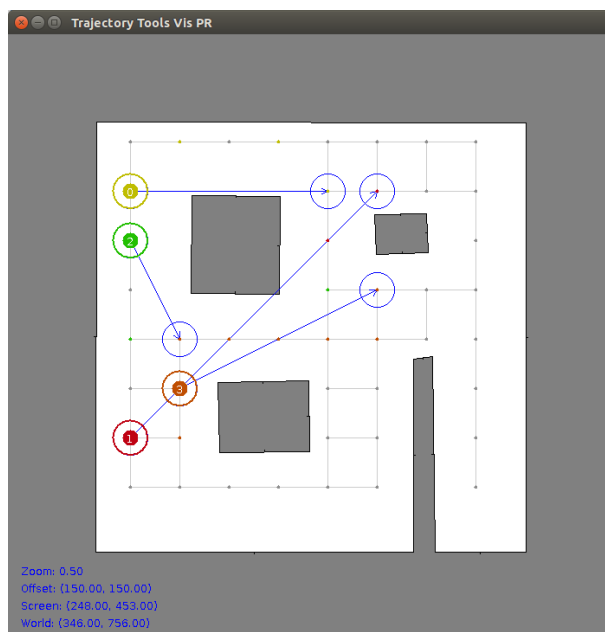 Trajectory Tools Vis PR
0
2
3
1
Zoom: 0.50
Offset: (150.00, 150.00)
Screen: (248.00, 453.00)
World: (346.00, 756.00)